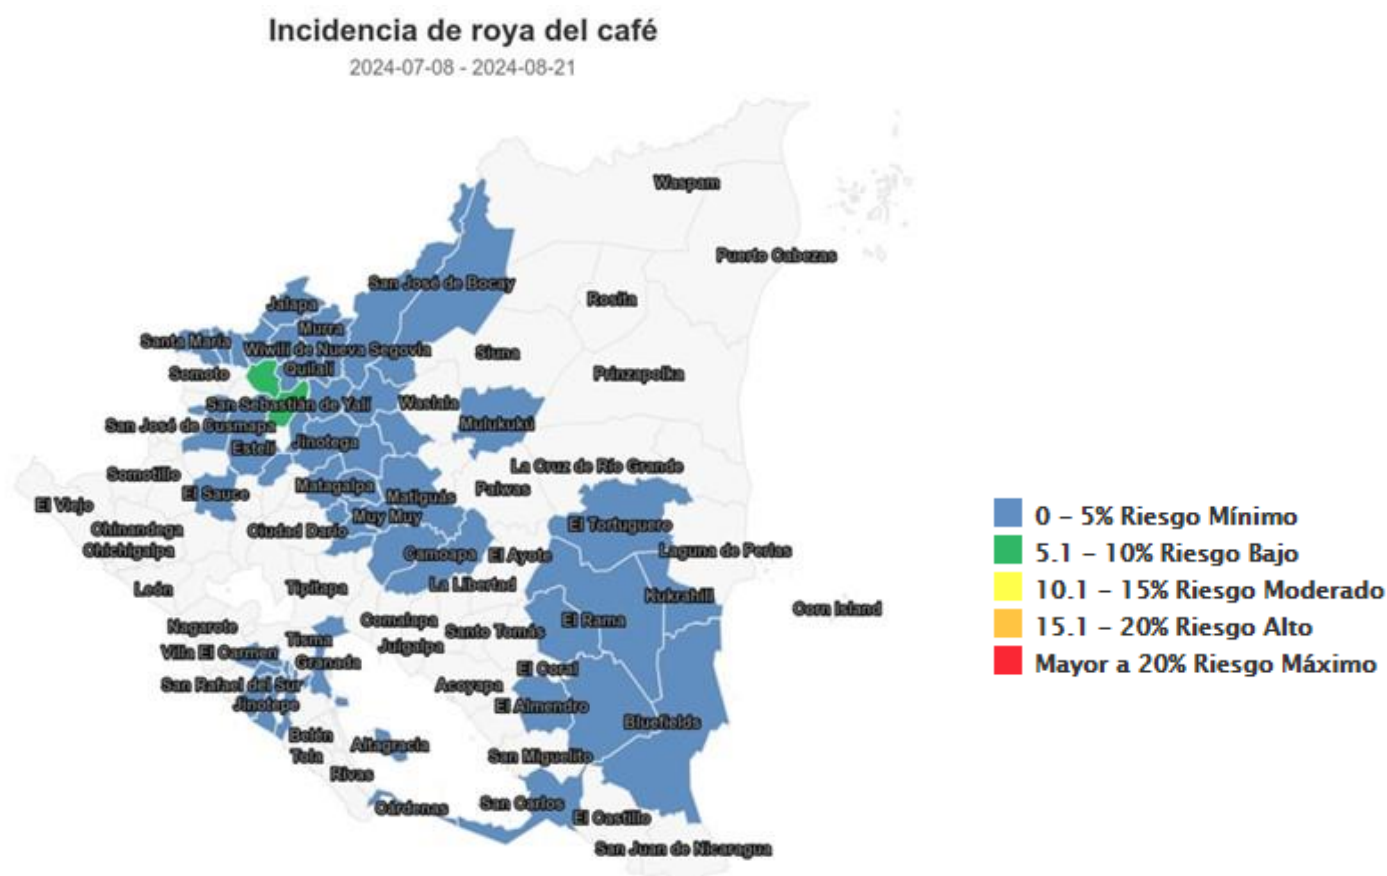 Incidencia de roya del café
2024-07-08 - 2024-08-21
Waspam
Puerto Cabezas
San José de Bocay
Rosita
Jalapa
Murra
Santa María
Wiwilí de Nueva Segovia
Siuna
Somoto
Quilalí
Prinzapolka
San Sebastián de Yalí
Waslala
San José de Cusmapa
Mulukukú
Estelí
Jinotega
La Cruz de Río Grande
Somotillo
El Sauce
Matagalpa
Matiguás
Paiwas
El Viejo
Chinandega
Ciudad Darío
Muy Muy
El Tortuguero
Chichigalpa
Camoapa
El Ayote
Laguna de Perlas
León
Tipitapa
La Libertad
Kukrahill
Corn Island
Nagarote
Tisma
Comalapa
Santo Tomás
El Rama
Villa El Carmen
Granada
Juigalpa
El Coral
San Rafael del Sur
Acoyapa
Jinotepe
El Almendro
Bluefields
Belén
Altagracia
Tola
San Miguelito
Rivas
Cárdenas
San Carlos
El Castillo
San Juan de Nicaragua
0 – 5% Riesgo Mínimo
5.1 – 10% Riesgo Bajo
10.1 – 15% Riesgo Moderado
15.1 – 20% Riesgo Alto
Mayor a 20% Riesgo Máximo